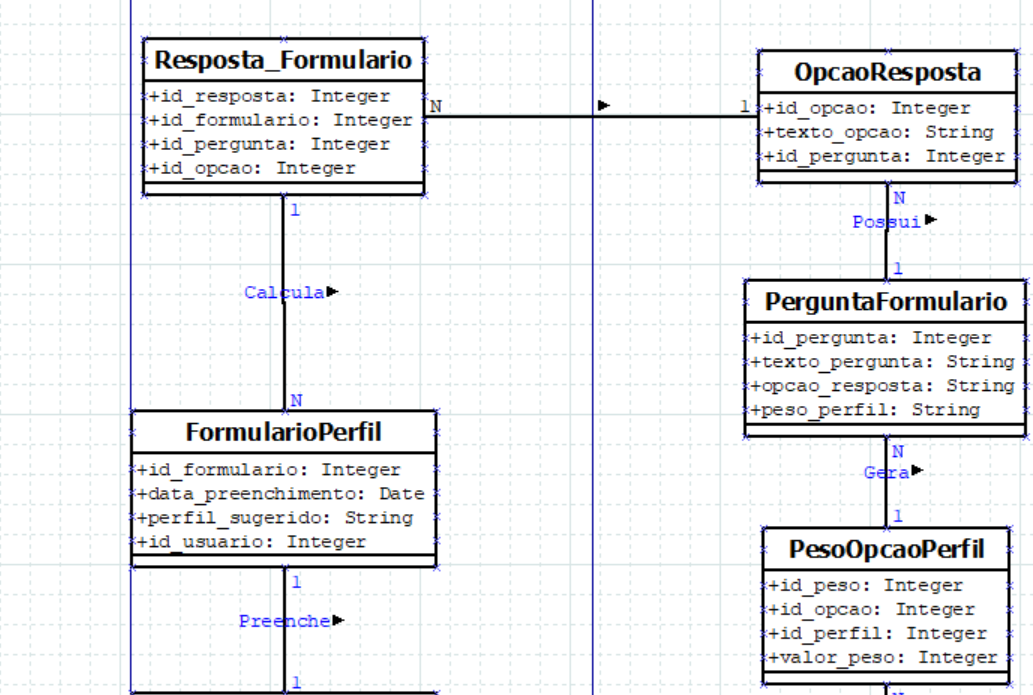 Resposta_Formulario
+id_resposta: Integer
+id_formulario: Integer
+id_pergunta: Integer
+id_opcao: Integer
N
1
OpcaoResposta
+id_opcao: Integer
+texto_opcao: String
+id_pergunta: Integer
1
Calcula
N
N
Possui
1
PerguntaFormulario
+id_pergunta: Integer
+texto_pergunta: String
+opcao_resposta: String
+peso_perfil: String
FormularioPerfil
+id_formulario: Integer
+data_preenchimento: Date
+perfil_sugerido: String
+id_usuario: Integer
1
Preenche
1
N
Gera
1
PesoOpcaoPerfil
+id_peso: Integer
+id_opcao: Integer
+id_perfil: Integer
+valor_peso: Integer